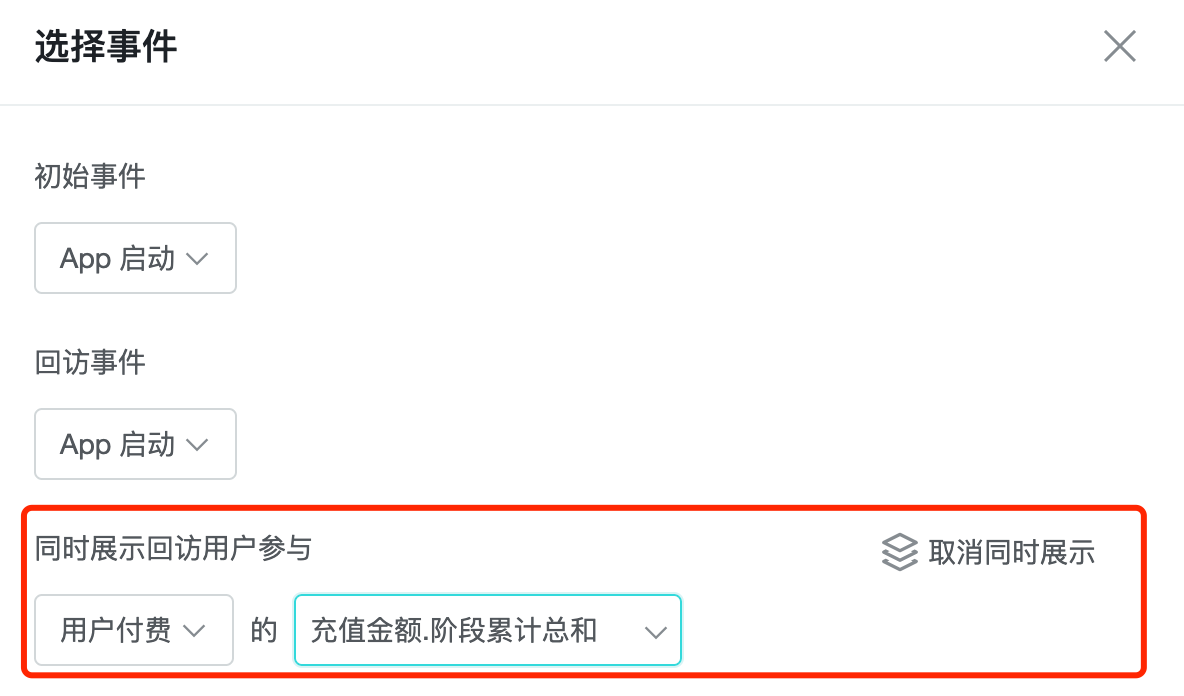 选择事件
初始事件
App 启动
回访事件
App 启动
同时展示回访用户参与 取消同时展示
用户付费 的 充值金额.阶段累计总和